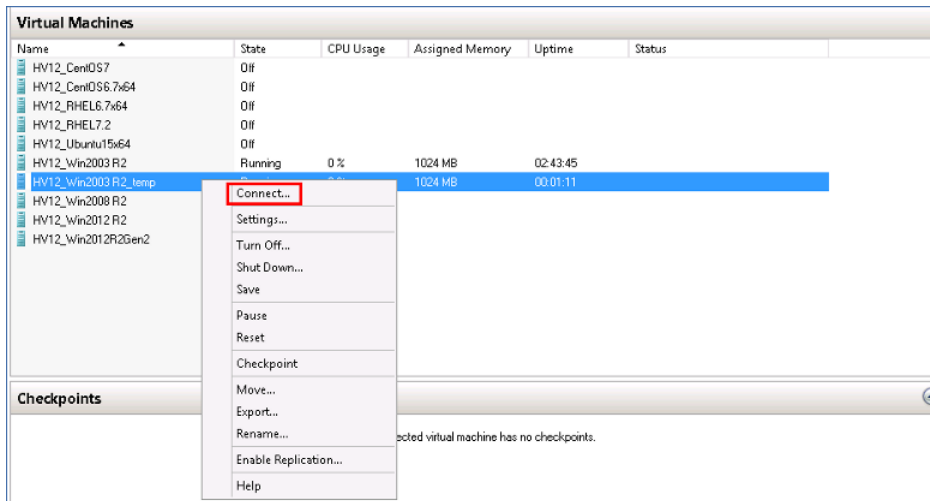 Virtual Machines
Name State CPU Usage Assigned Memory Uptime Status
HV12_CentOS7 Off
HV12_CentOS6.7x64 Off
HV12_RHEL6.7x64 Off
HV12_RHEL7.2 Off
HV12_Ubuntu15x64 Off
HV12_Win2003 R2 Running 0 % 1024 MB 02:43:45
HV12_Win2003 R2_temp 1024 MB 00:01:11
HV12_Win2008 R2
HV12_Win2012 R2
HV12_Win2012R2Gen2
Connect...
Settings...
Turn Off...
Shut Down...
Save
Pause
Reset
Checkpoint
Move...
Export...
Rename...
Enable Replication...
Help
Checkpoints
ected virtual machine has no checkpoints.